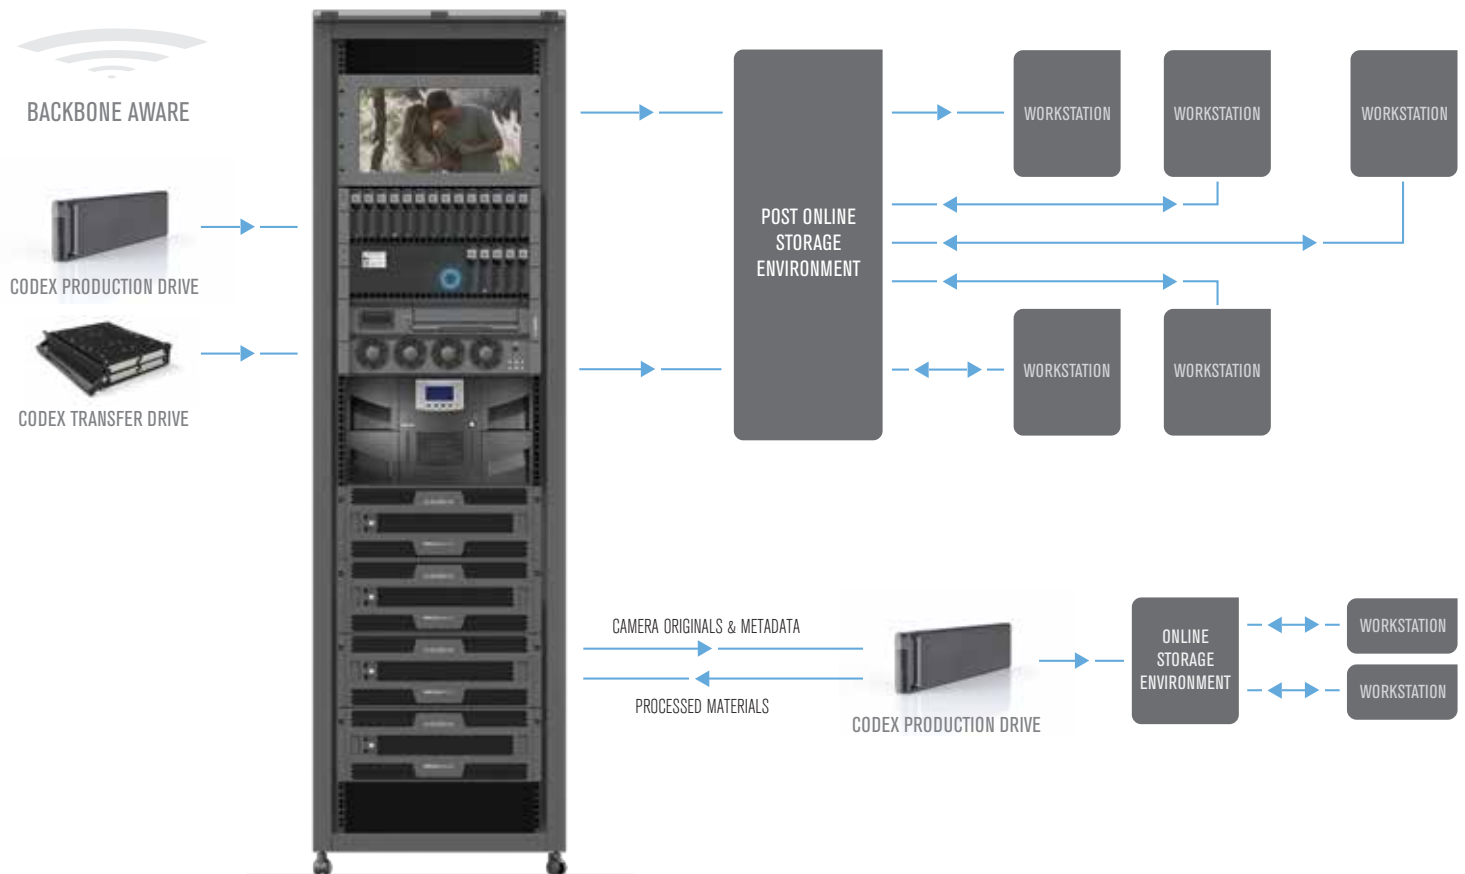 BACKBONE AWARE
CODEX PRODUCTION DRIVE
CODEX TRANSFER DRIVE
POST ONLINE
STORAGE
ENVIRONMENT
WORKSTATION
WORKSTATION
WORKSTATION
WORKSTATION
WORKSTATION
CAMERA ORIGINALS & METADATA
PROCESSED MATERIALS
CODEX PRODUCTION DRIVE
ONLINE
STORAGE
ENVIRONMENT
WORKSTATION
WORKSTATION